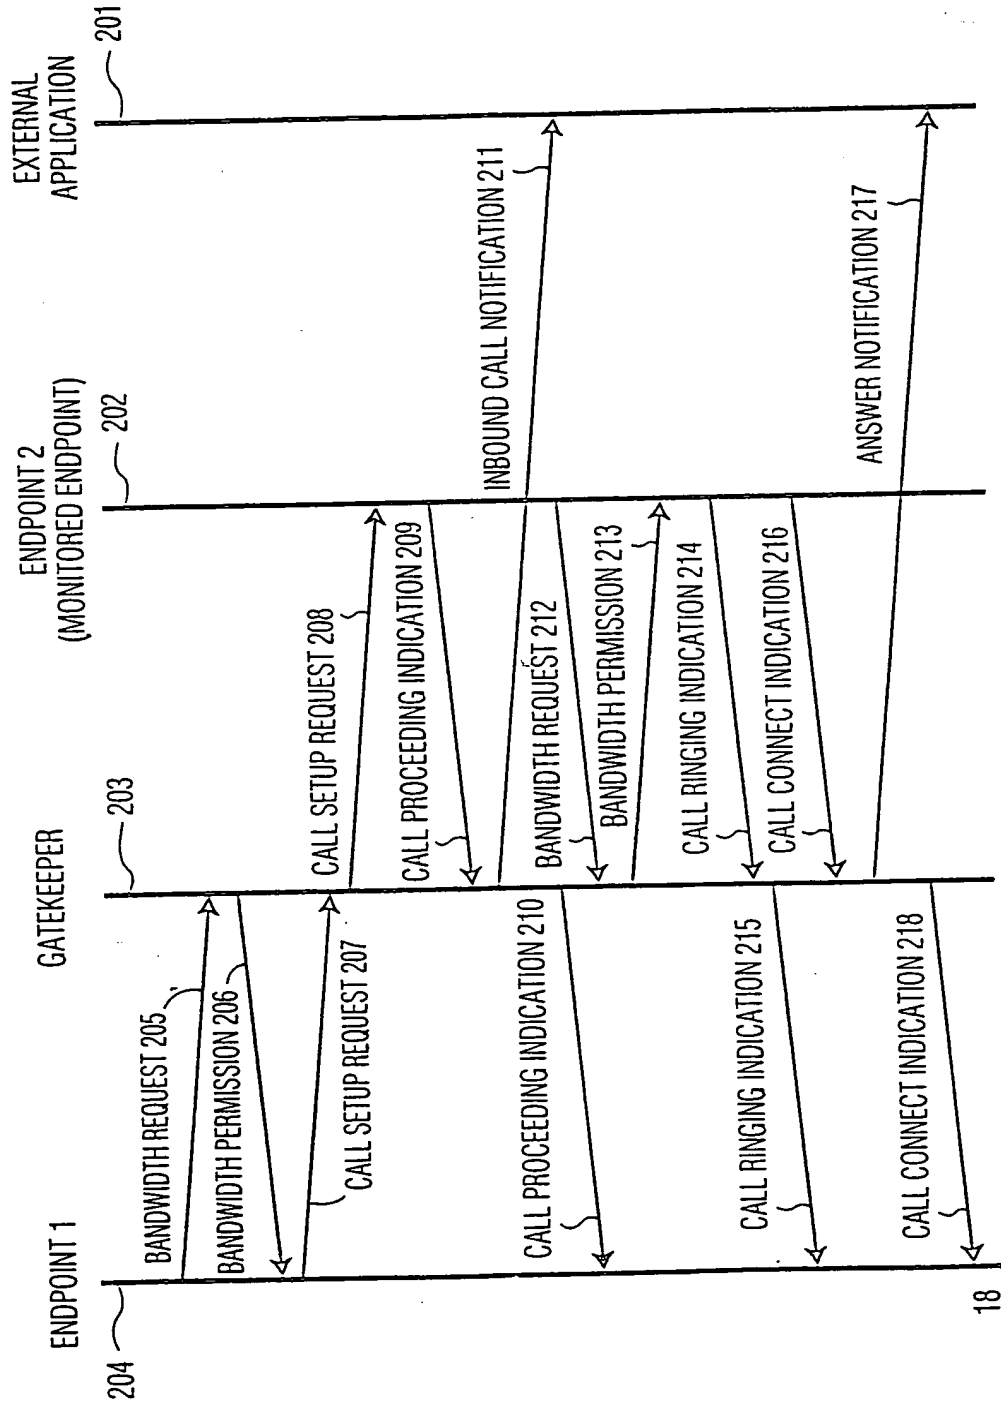 ENDPOINT 1
204
GATEKEEPER
203
ENDPOINT 2
(MONITORED ENDPOINT)
202
EXTERNAL
APPLICATION
201
BANDWIDTH REQUEST 205
BANDWIDTH PERMISSION 206
CALL SETUP REQUEST 207
CALL SETUP REQUEST 208
CALL PROCEEDING INDICATION 209
CALL PROCEEDING INDICATION 210
INBOUND CALL NOTIFICATION 211
BANDWIDTH REQUEST 212
BANDWIDTH PERMISSION 213
CALL RINGING INDICATION 214
CALL RINGING INDICATION 215
CALL CONNECT INDICATION 216
ANSWER NOTIFICATION 217
CALL CONNECT INDICATION 218
18